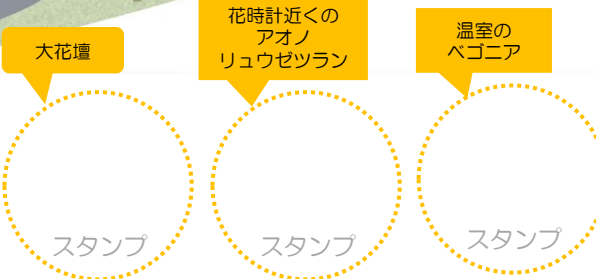 大花壇
花時計近くの
アオノ
リュウゼツラン
温室の
ベゴニア
スタンプ
スタンプ
スタンプ